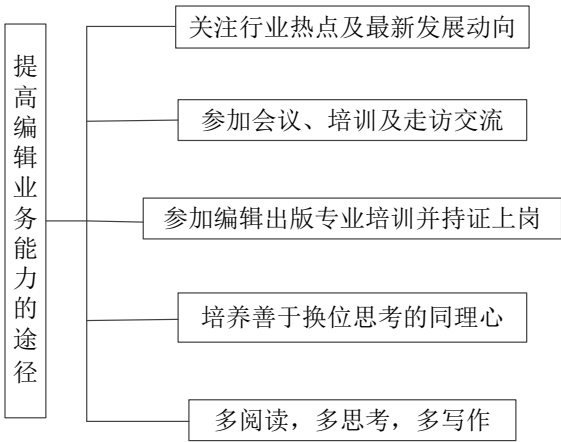 提高编辑业务能力的途径
关注行业热点及最新发展动向
参加会议、培训及走访交流
参加编辑出版专业培训并持证上岗
培养善于换位思考的同理心
多阅读，多思考，多写作